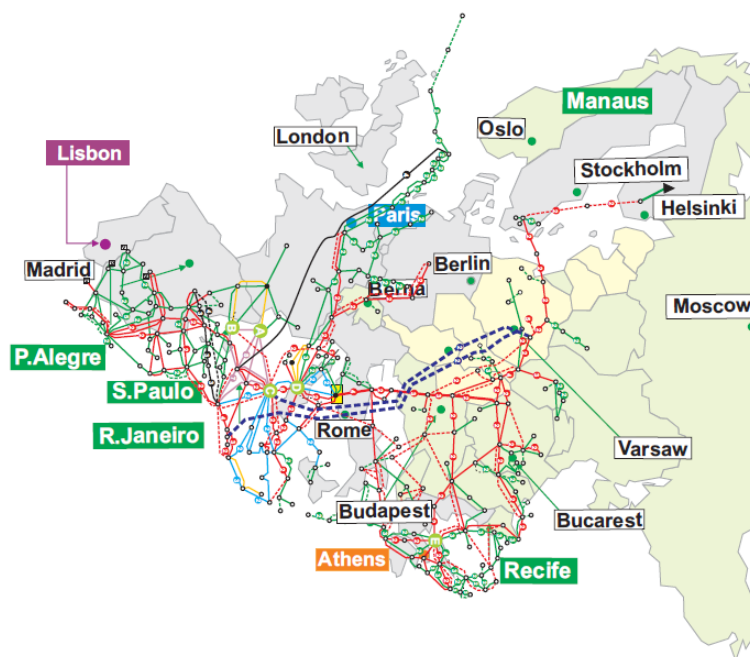 Manaus
Oslo
London
Lisbon
Stockholm
Paris
Helsinki
Madrid
Berlin
Berna
Moscow
B
A
P.Alegre
S.Paulo
C
D
R.Janeiro
Rome
Varsaw
Budapest
Bucarest
E
Athens
Recife